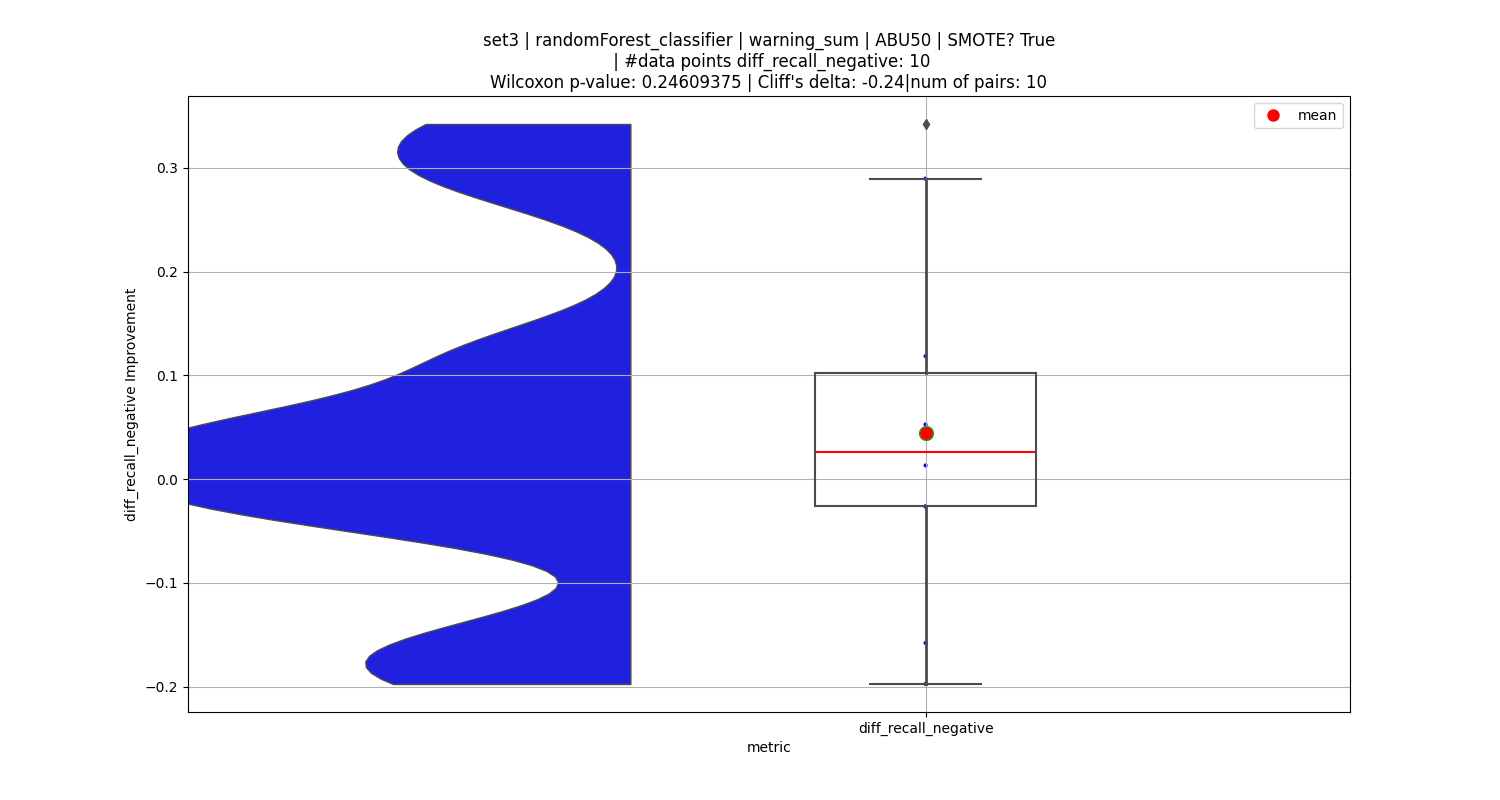 set3 | randomForest_classifier | warning_sum | ABU50 | SMOTE? True
| #data points diff_recall_negative: 10
Wilcoxon p-value: 0.24609375 | Cliff's delta: -0.24|num of pairs: 10
mean
0.3
0.2
0.1
0.0
−0.1
−0.2
diff_recall_negative Improvement
diff_recall_negative
metric